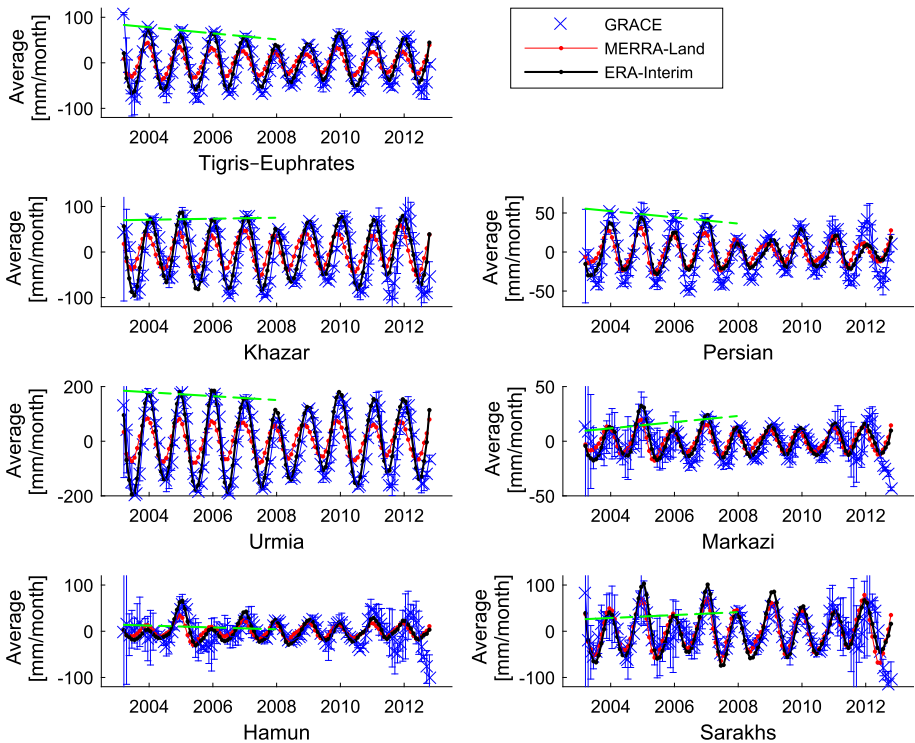 GRACE
MERRA-Land
ERA-Interim
Average
[mm/month]
100
0
-100
2004 2006 2008 2010 2012
Tigris-Euphrates
Average
[mm/month]
100
0
-100
2004 2006 2008 2010 2012
Khazar
Average
[mm/month]
50
0
-50
2004 2006 2008 2010 2012
Persian
Average
[mm/month]
200
0
-200
2004 2006 2008 2010 2012
Urmia
Average
[mm/month]
50
0
-50
2004 2006 2008 2010 2012
Markazi
Average
[mm/month]
100
0
-100
2004 2006 2008 2010 2012
Hamun
Average
[mm/month]
100
0
-100
2004 2006 2008 2010 2012
Sarakhs